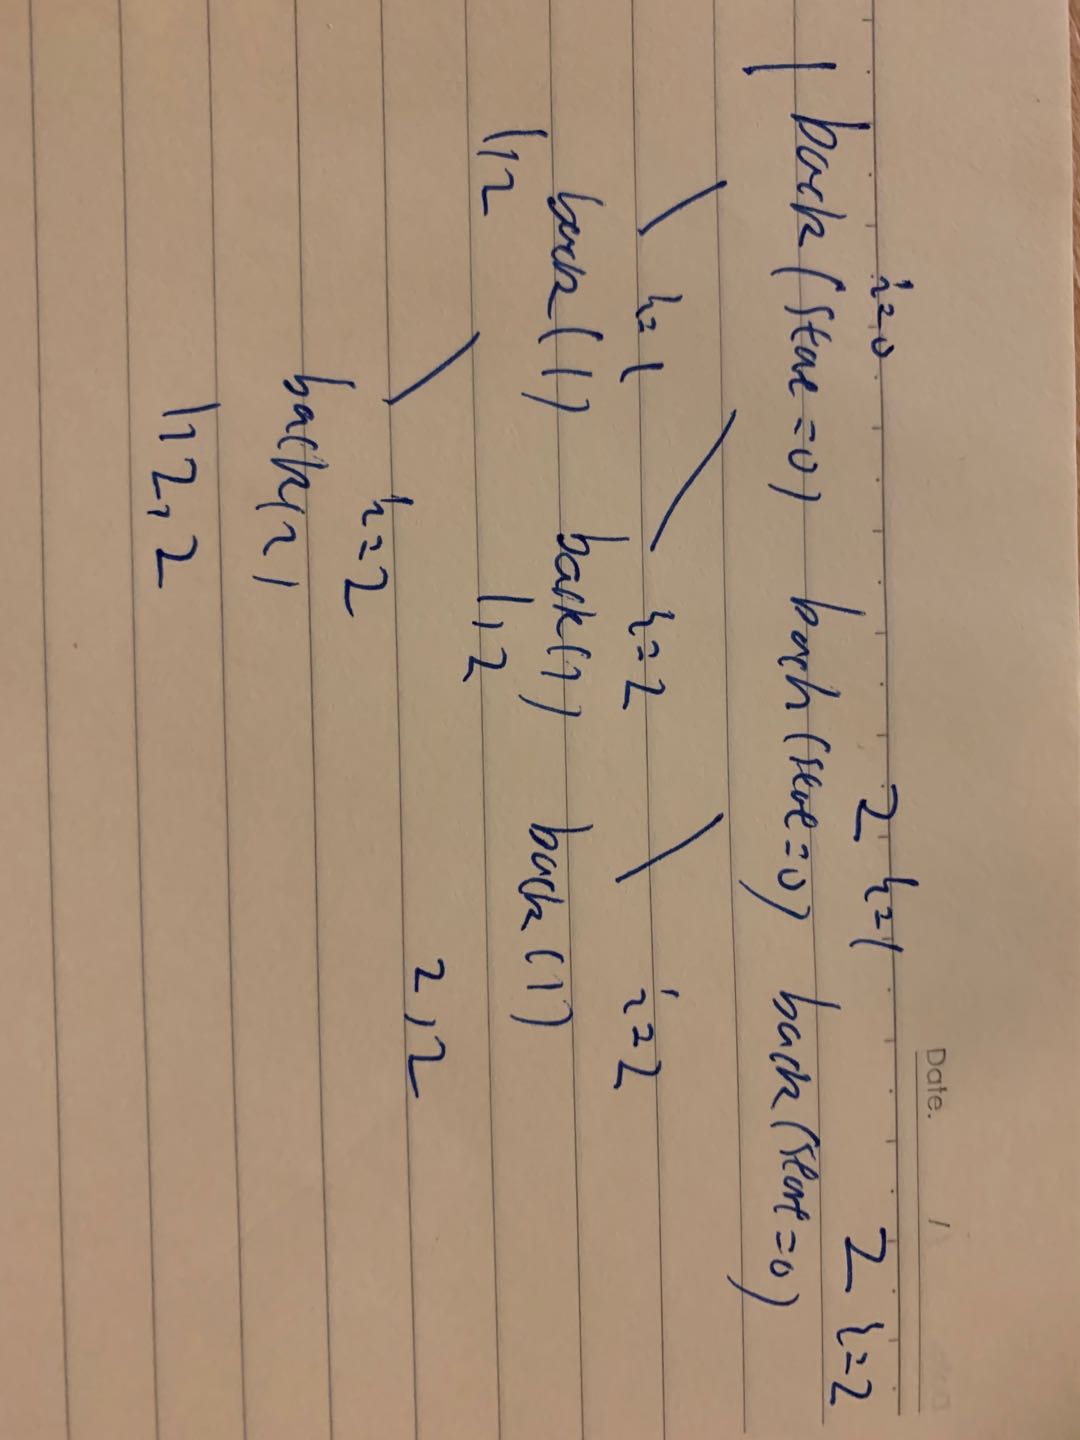 Date. /
i=0 2 i=1 2 i=2
1 back(start=0) back(start=0) back(start=0)
i=1 i=2 i=2
back(1) back(1) back(1)
1,2 1,2
2,2
i=2
back(2)
1,2,2